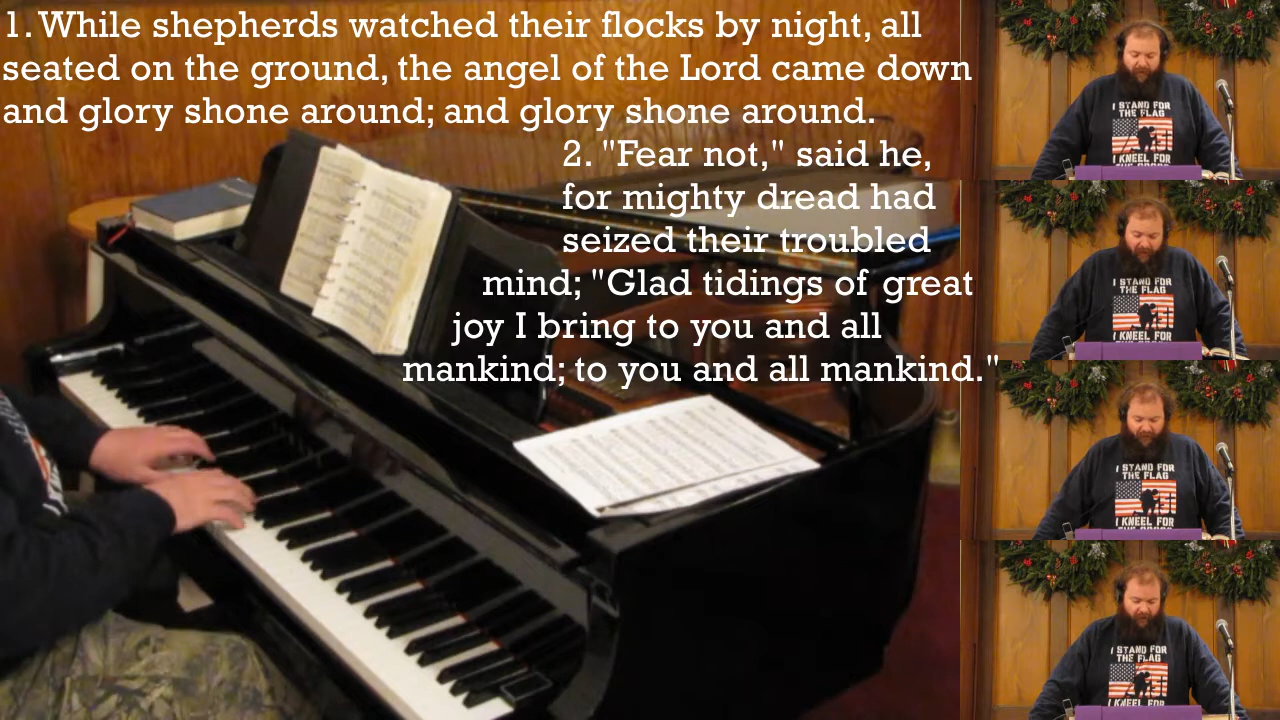 1. While shepherds watched their flocks by night, all
seated on the ground, the angel of the Lord came down
and glory shone around; and glory shone around.
2. "Fear not," said he,
for mighty dread had
seized their troubled
mind; "Glad tidings of great
joy I bring to you and all
mankind; to you and all mankind."
I STAND FOR
THE FLAG
I KNEEL FOR
I STAND FOR
THE FLAG
I KNEEL FOR
I STAND FOR
THE FLAG
I KNEEL FOR
I STAND FOR
THE FLAG
I KNEEL FOR